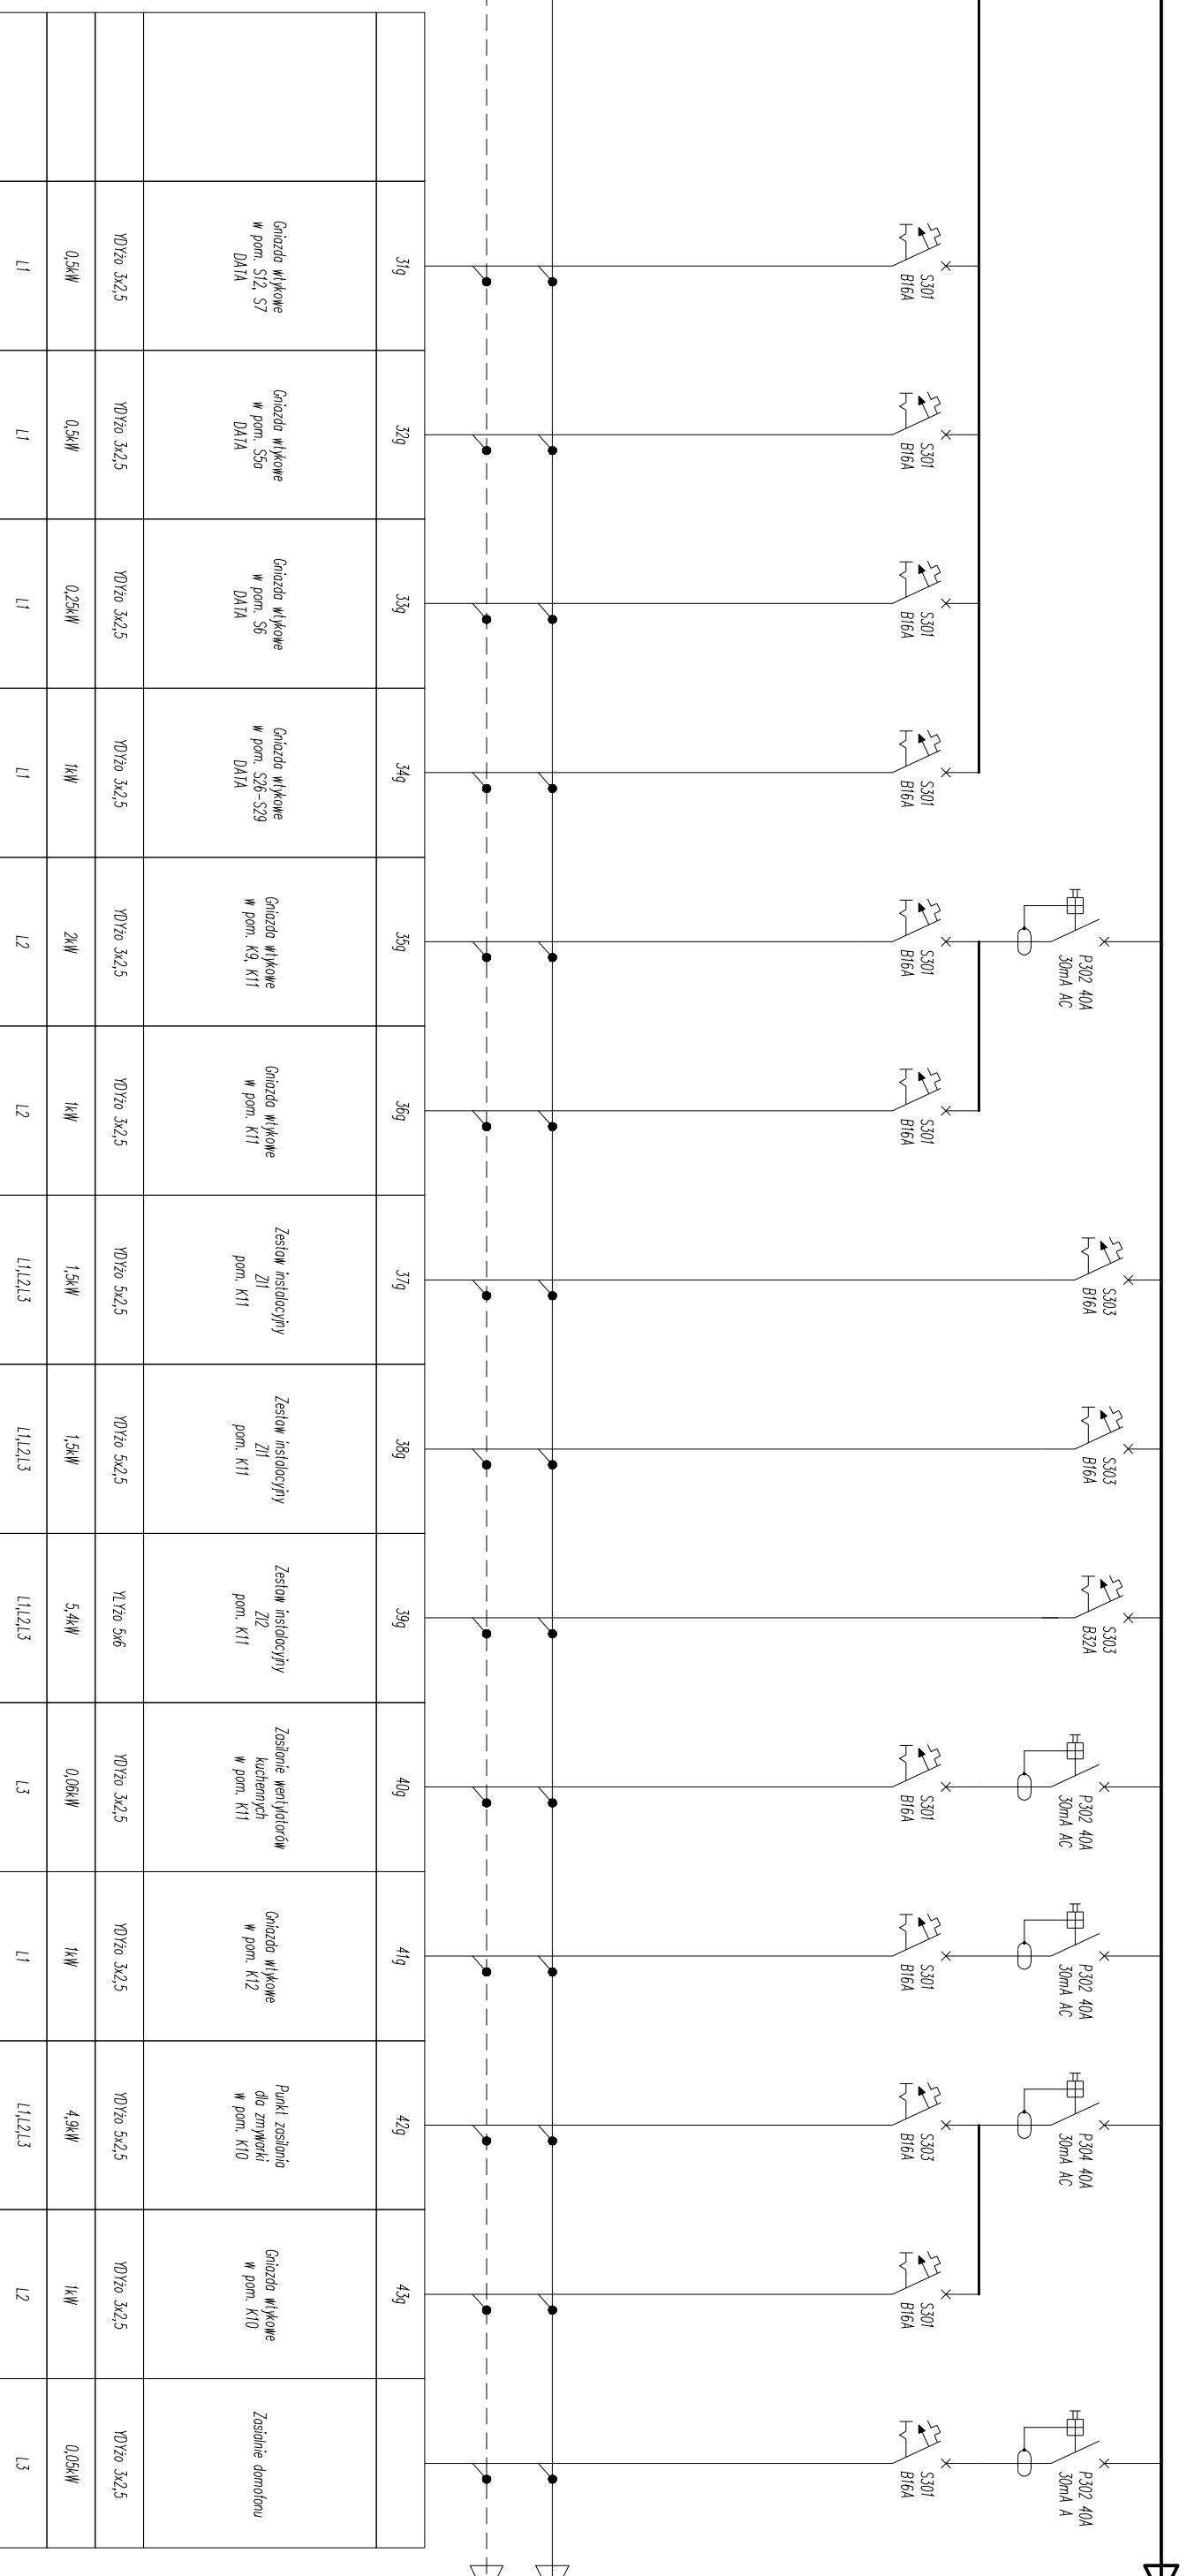 P302 40A
30mA AC
S303
B16A
S303
B16A
S303
B32A
P302 40A
30mA AC
P302 40A
30mA AC
P304 40A
30mA AC
P302 40A
30mA A
S301
B16A
S301
B16A
S301
B16A
S301
B16A
S301
B16A
S301
B16A
S301
B16A
S301
B16A
S303
B16A
S301
B16A
S301
B16A
31g
32g
33g
34g
35g
36g
37g
38g
39g
40g
41g
42g
43g
Gniazda wtykowe
w pom. S12, S7
DATA
Gniazda wtykowe
w pom. S5a
DATA
Gniazda wtykowe
w pom. S6
DATA
Gniazda wtykowe
w pom. S26-S29
DATA
Gniazda wtykowe
w pom. K9, K11
Gniazda wtykowe
w pom. K11
Zestaw instalacyjny
ZI1
pom. K11
Zestaw instalacyjny
ZI1
pom. K11
Zestaw instalacyjny
ZI2
pom. K11
Zasilanie wentylatorów
kuchennych
w pom. K11
Gniazda wtykowe
w pom. K12
Punkt zasilania
dla zmywarki
w pom. K10
Gniazda wtykowe
w pom. K10
Zasialnie domofonu
YDYżo 3x2,5
YDYżo 3x2,5
YDYżo 3x2,5
YDYżo 3x2,5
YDYżo 3x2,5
YDYżo 3x2,5
YDYżo 5x2,5
YDYżo 5x2,5
YLYżo 5x6
YDYżo 3x2,5
YDYżo 3x2,5
YDYżo 5x2,5
YDYżo 3x2,5
YDYżo 3x2,5
0,5kW
0,5kW
0,25kW
1kW
2kW
1kW
1,5kW
1,5kW
5,4kW
0,06kW
1kW
4,9kW
1kW
0,05kW
L1
L1
L1
L1
L2
L2
L1,L2,L3
L1,L2,L3
L1,L2,L3
L3
L1
L1,L2,L3
L2
L3